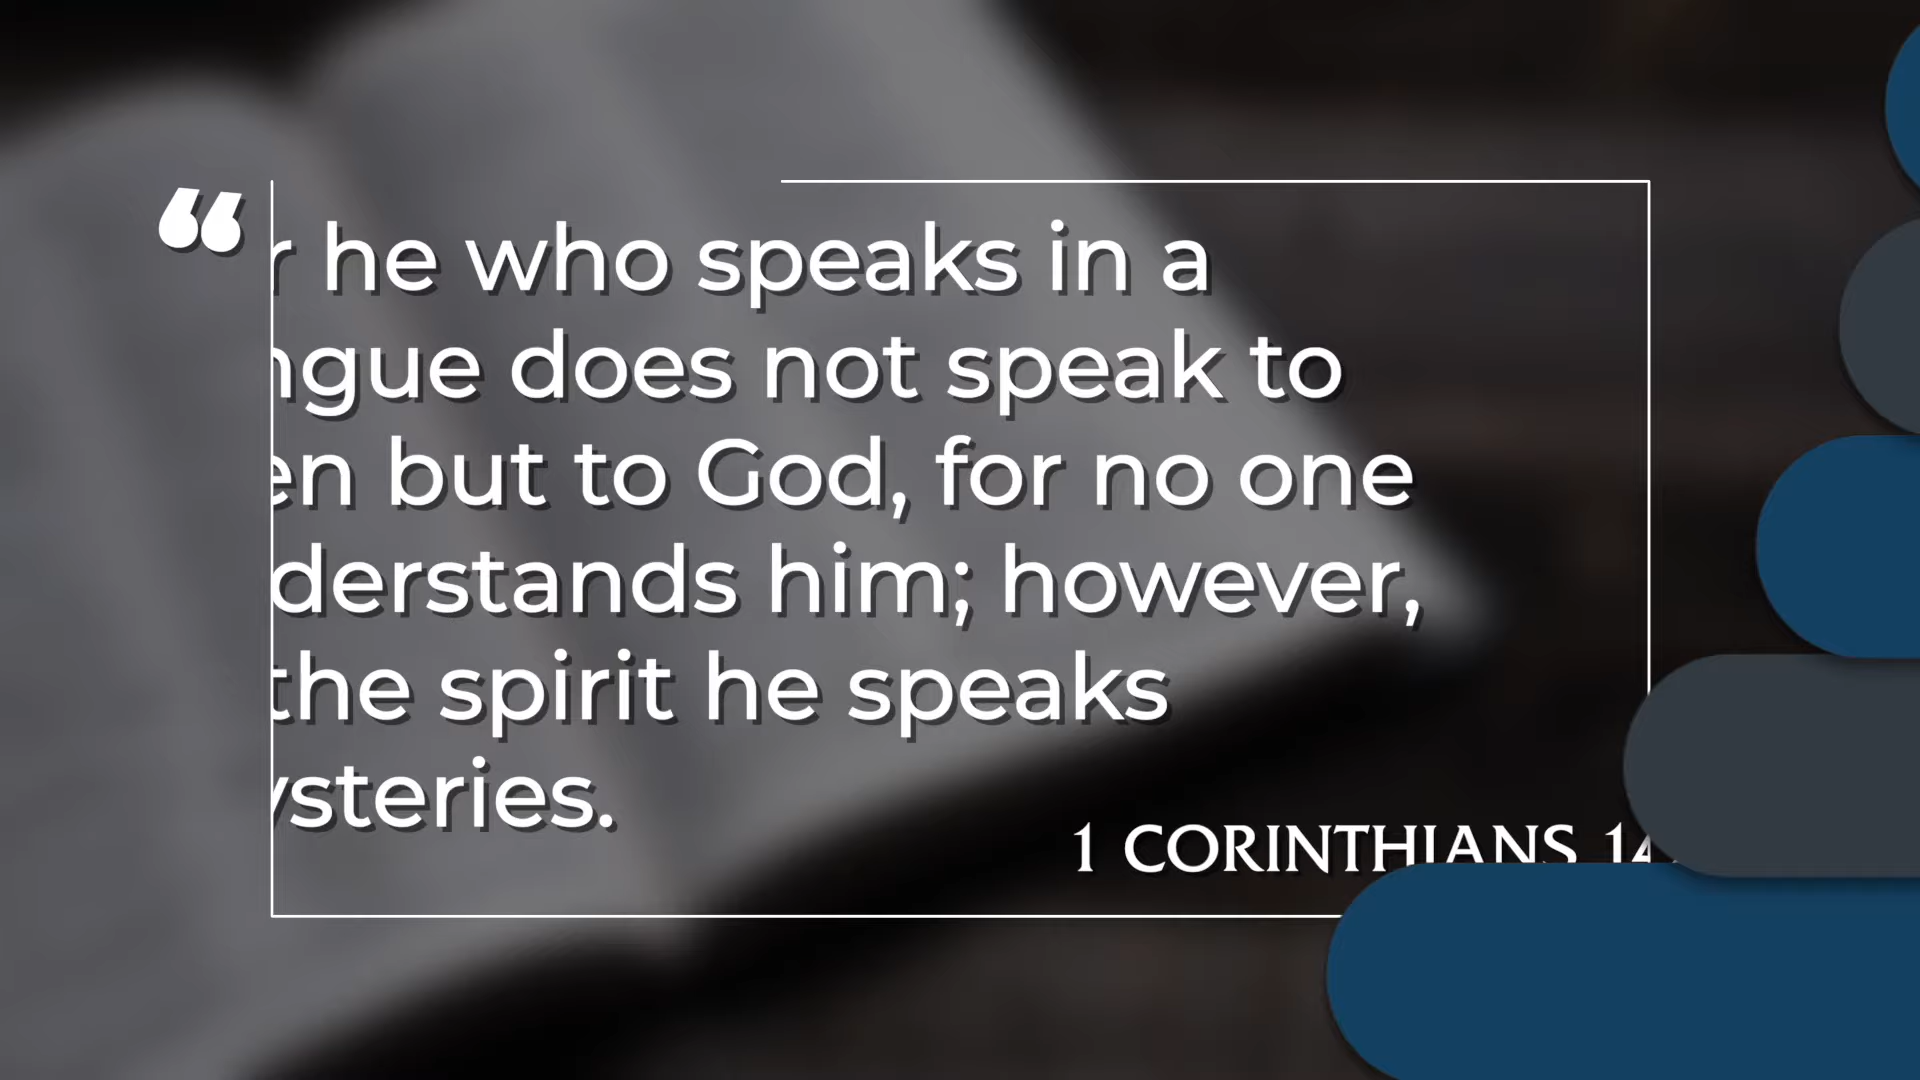 “
r he who speaks in a
ngue does not speak to
en but to God, for no one
derstands him; however,
the spirit he speaks
ysteries.
1 CORINTHIANS 14